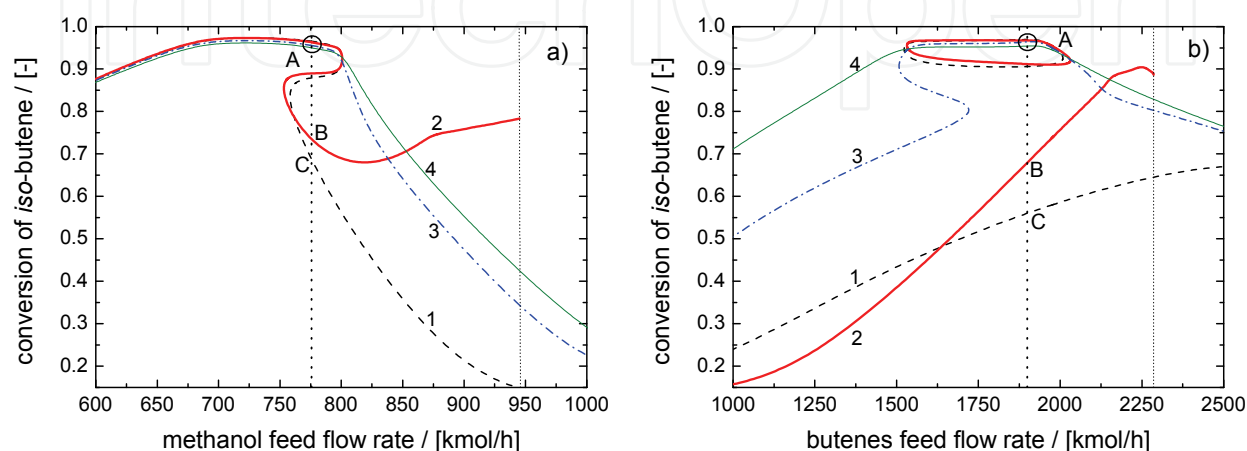 a)
1.0
0.9
0.8
0.7
0.6
0.5
0.4
0.3
0.2
A
B
C
2
4
3
1
600 650 700 750 800 850 900 950 1000
methanol feed flow rate / [kmol/h]
conversion of iso-butene / [-]
b)
1.0
0.9
0.8
0.7
0.6
0.5
0.4
0.3
0.2
4
A
3
B
C
1
2
1000 1250 1500 1750 2000 2250 2500
butenes feed flow rate / [kmol/h]
conversion of iso-butene / [-]